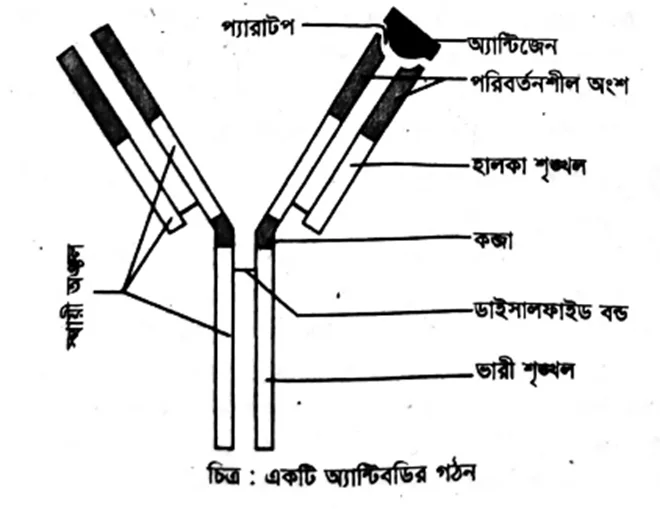 প্যারাটপ
অ্যান্টিজেন
পরিবর্তনশীল অংশ
হালকা শৃঙ্খল
কব্জা
ডাইসালফাইড বন্ড
ভারী শৃঙ্খল
স্থায়ী অঞ্চল
চিত্র : একটি অ্যান্টিবডির গঠন